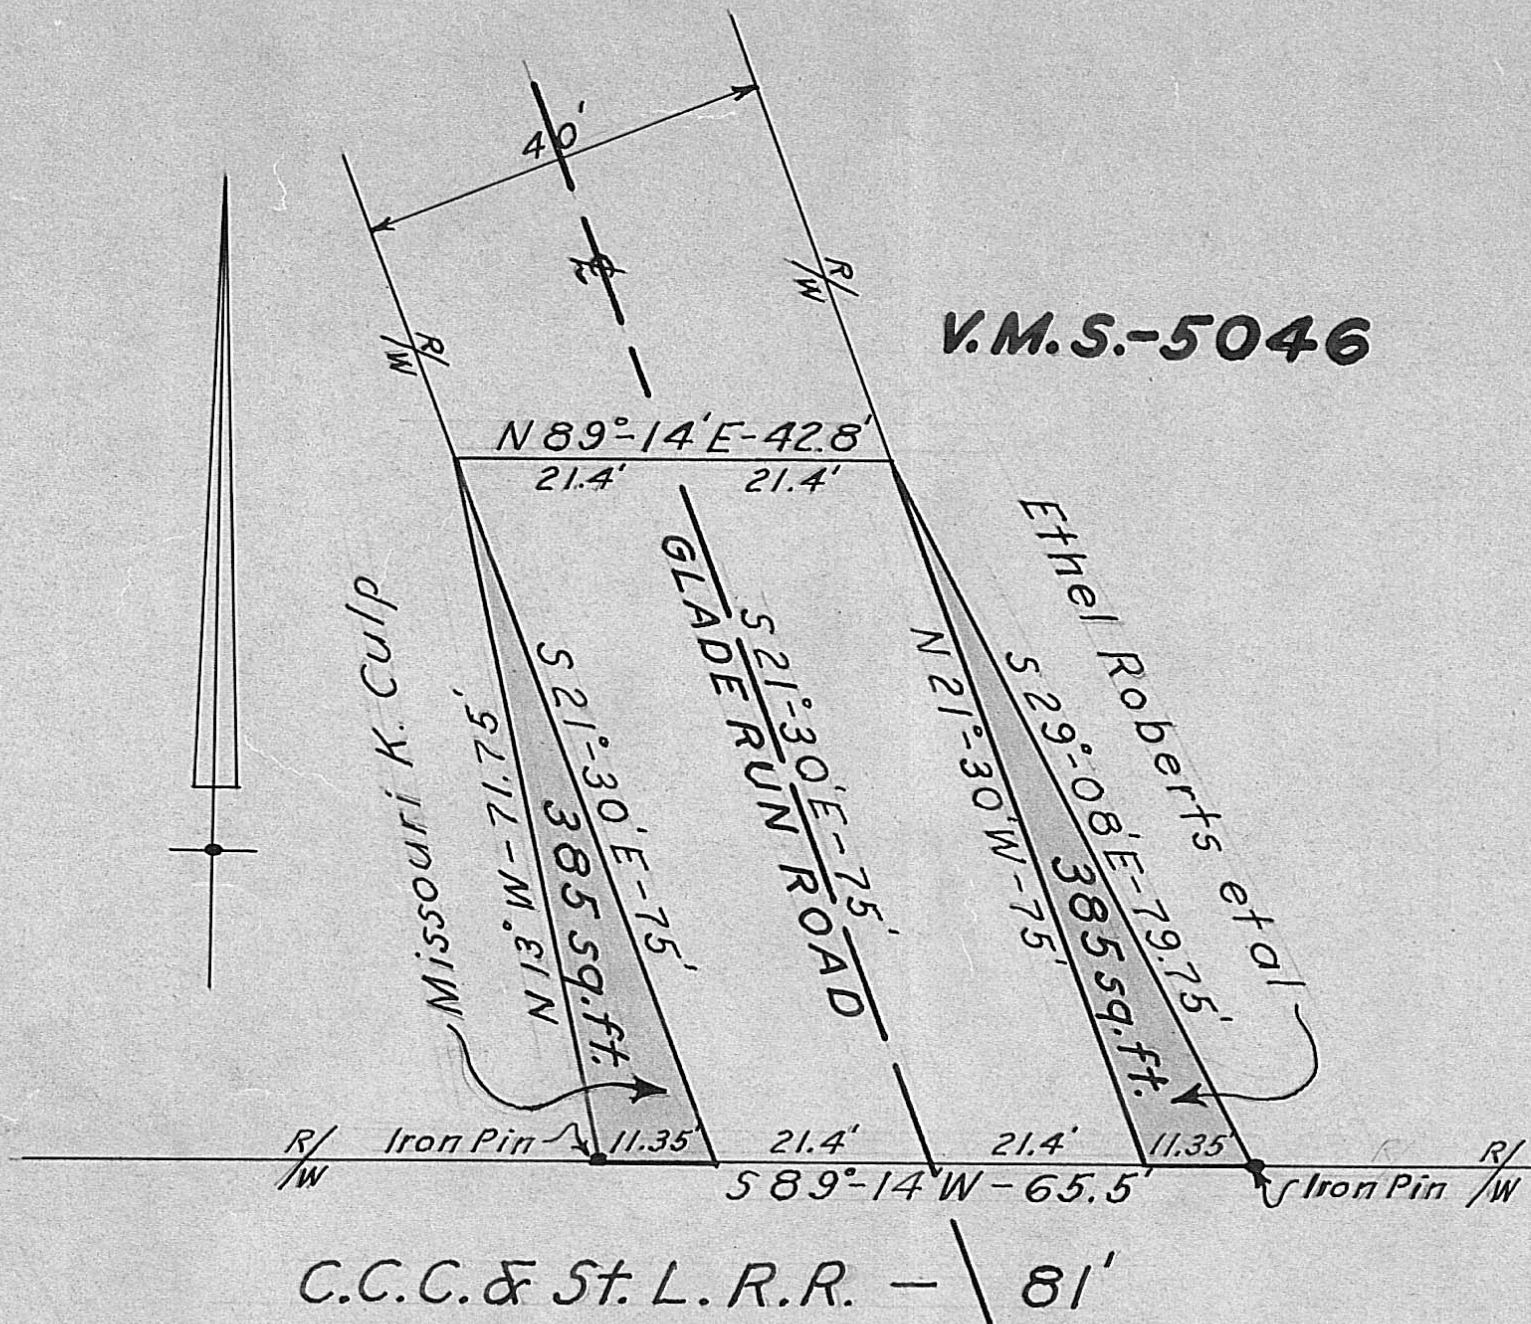 40'
℄
R/W
R/W
V.M.S.-5046
N 89°-14' E-42.8'
21.4' 21.4'
Missouri K. Culp
N 13° W - 71.75'
385 sq. ft.
S 21°-30' E-75'
GLADE RUN ROAD
S 21°-30' E-75'
N 21°-30' W-75'
385 sq. ft.
S 29°-08' E-79.75'
Ethel Roberts et al
R/W Iron Pin 11.35' 21.4' 21.4' 11.35' Iron Pin R/W
S 89°-14' W-65.5'
C.C.C. & St. L. R.R. - 81'